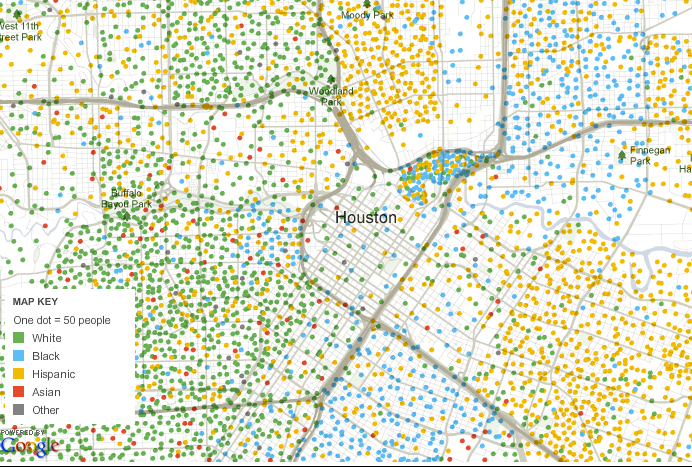 West 11th
Street Park
Moody Park
Woodland
Park
Finnegan
Park
Ha
Buffalo
Bayou Park
Houston
MAP KEY
One dot = 50 people
White
Black
Hispanic
Asian
Other
POWERED BY
Google